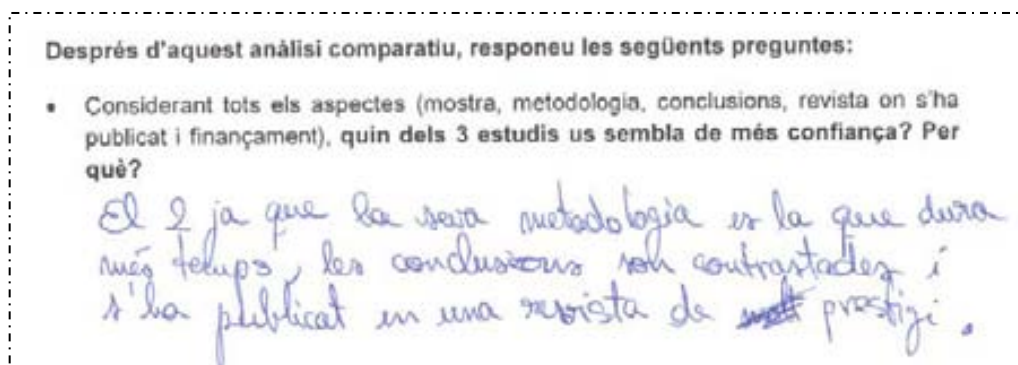 Després d'aquest anàlisi comparatiu, responeu les següents preguntes:
• Considerant tots els aspectes (mostra, metodologia, conclusions, revista on s'ha
publicat i finançament), quin dels 3 estudis us sembla de més confiança? Per
què?
El 2 ja que la seva metodologia es la que dura
més temps, les conclusions son contrastades i
s'ha publicat en una revista de prestigi.